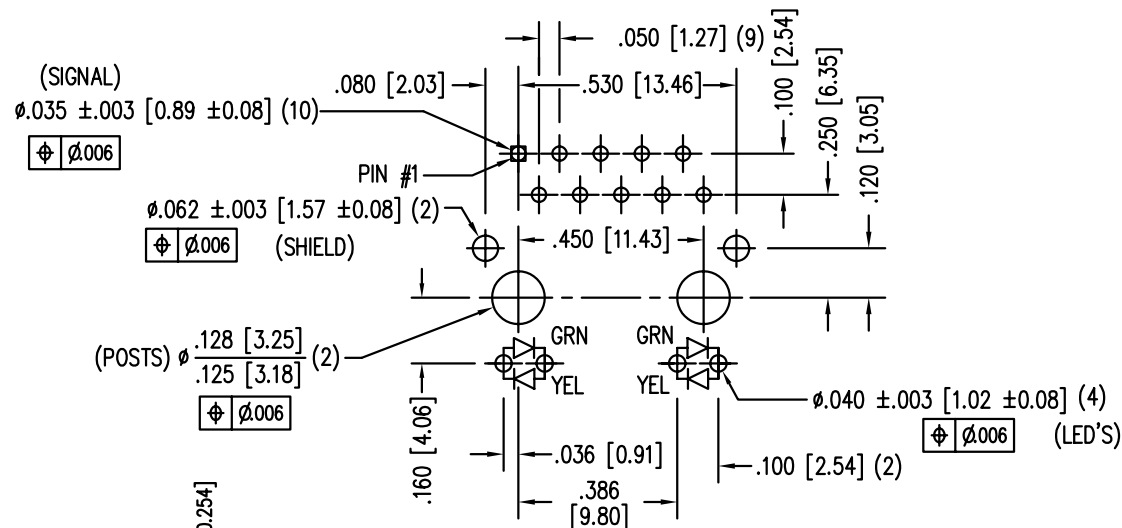 .050 [1.27] (9)
.100 [2.54]
(SIGNAL)
.080 [2.03]
.530 [13.46]
.250 [6.35]
ø.035 ±.003 [0.89 ±0.08] (10)
.120 [3.05]
⌖ Ø.006
PIN #1
ø.062 ±.003 [1.57 ±0.08] (2)
⌖ Ø.006 (SHIELD)
.450 [11.43]
(POSTS) ø .128 [3.25]
.125 [3.18] (2)
⌖ Ø.006
GRN
YEL
GRN
YEL
ø.040 ±.003 [1.02 ±0.08] (4)
⌖ Ø.006 (LED'S)
.160 [4.06]
.036 [0.91]
.100 [2.54] (2)
.386
[9.80]
0.254]